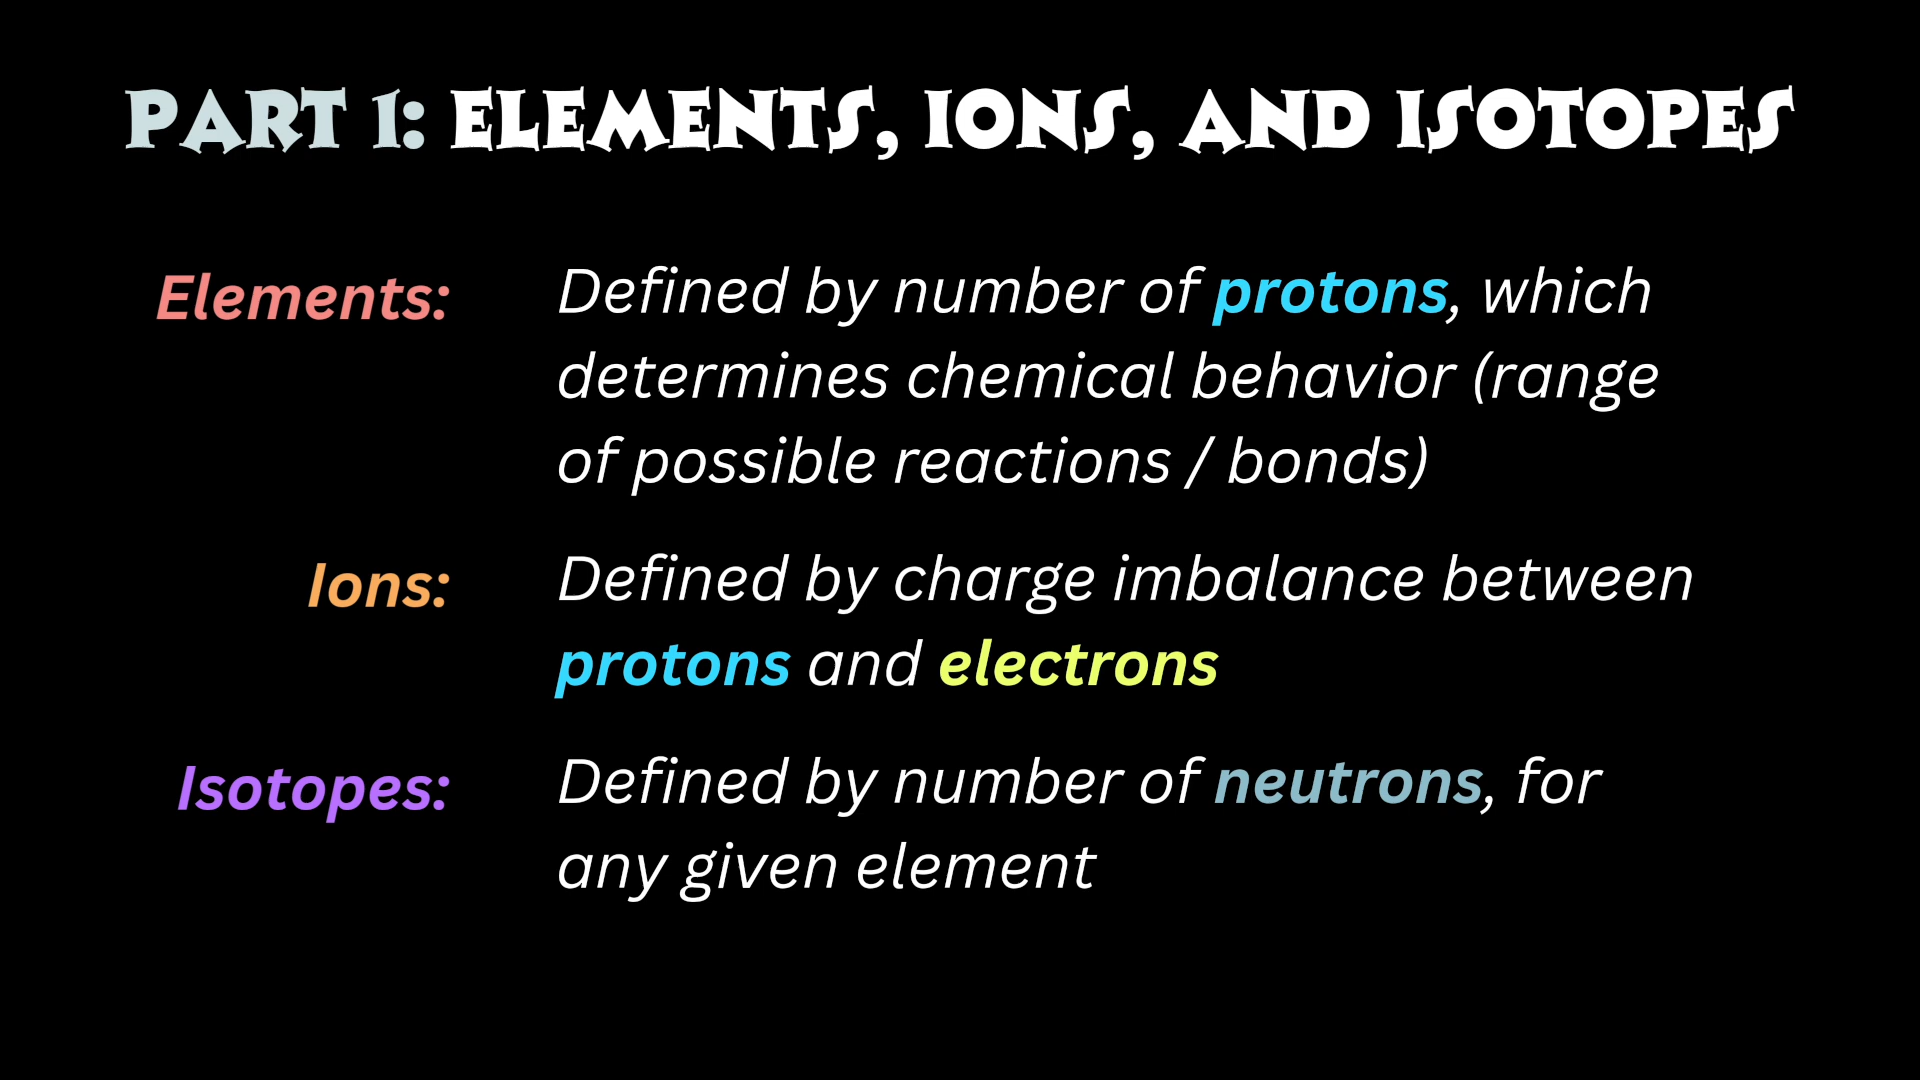 PART 1: ELEMENTS, IONS, AND ISOTOPES
Elements: Defined by number of protons, which
determines chemical behavior (range
of possible reactions / bonds)
Ions: Defined by charge imbalance between
protons and electrons
Isotopes: Defined by number of neutrons, for
any given element